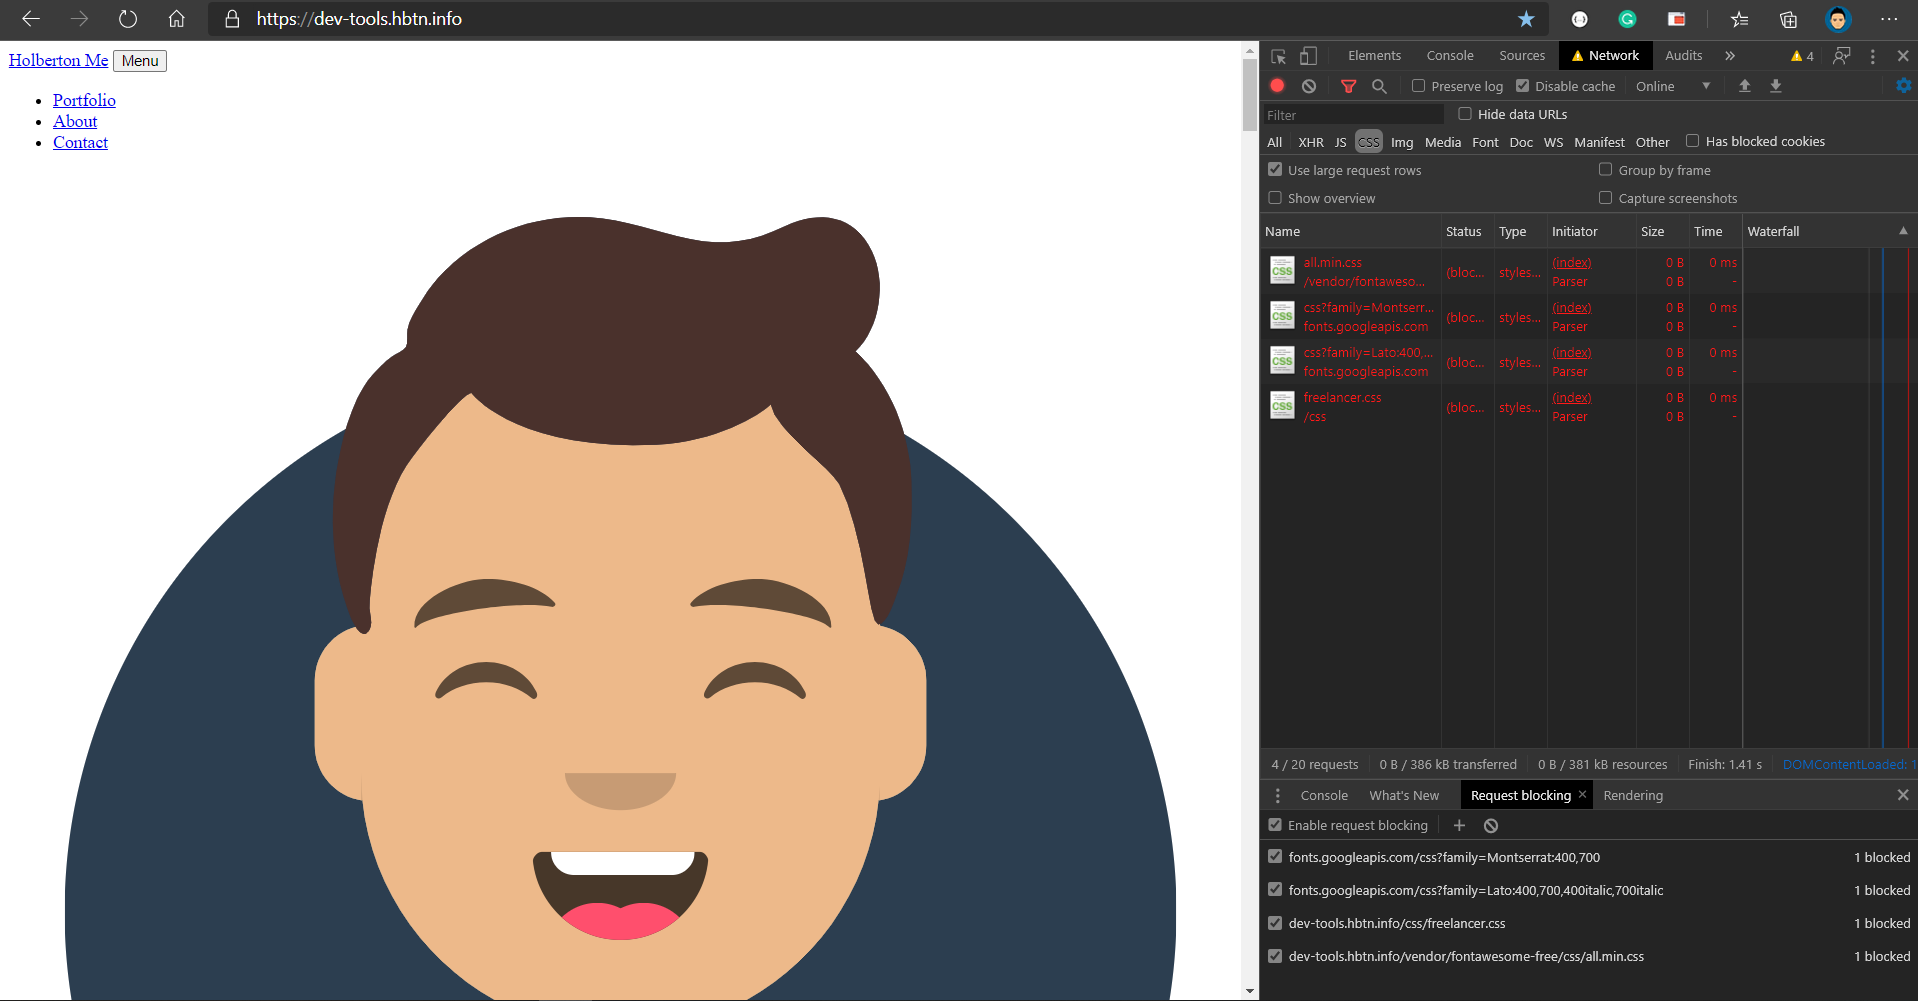 https://dev-tools.hbtn.info
Holberton Me Menu
Portfolio
About
Contact
Elements Console Sources Network Audits 4
Preserve log Disable cache Online
Filter Hide data URLs
All XHR JS CSS Img Media Font Doc WS Manifest Other Has blocked cookies
Use large request rows Group by frame
Show overview Capture screenshots
Name Status Type Initiator Size Time Waterfall
all.min.css (index) 0 B 0 ms
(bloc... styles...
/vendor/fontaweso... Parser 0 B -
css?family=Montserr... (index) 0 B 0 ms
(bloc... styles...
fonts.googleapis.com Parser 0 B -
css?family=Lato:400,... (index) 0 B 0 ms
(bloc... styles...
fonts.googleapis.com Parser 0 B -
freelancer.css (index) 0 B 0 ms
(bloc... styles...
/css Parser 0 B -
4 / 20 requests 0 B / 386 kB transferred 0 B / 381 kB resources Finish: 1.41 s DOMContentLoaded: 1
Console What's New Request blocking Rendering
Enable request blocking
fonts.googleapis.com/css?family=Montserrat:400,700 1 blocked
fonts.googleapis.com/css?family=Lato:400,700,400italic,700italic 1 blocked
dev-tools.hbtn.info/css/freelancer.css 1 blocked
dev-tools.hbtn.info/vendor/fontawesome-free/css/all.min.css 1 blocked